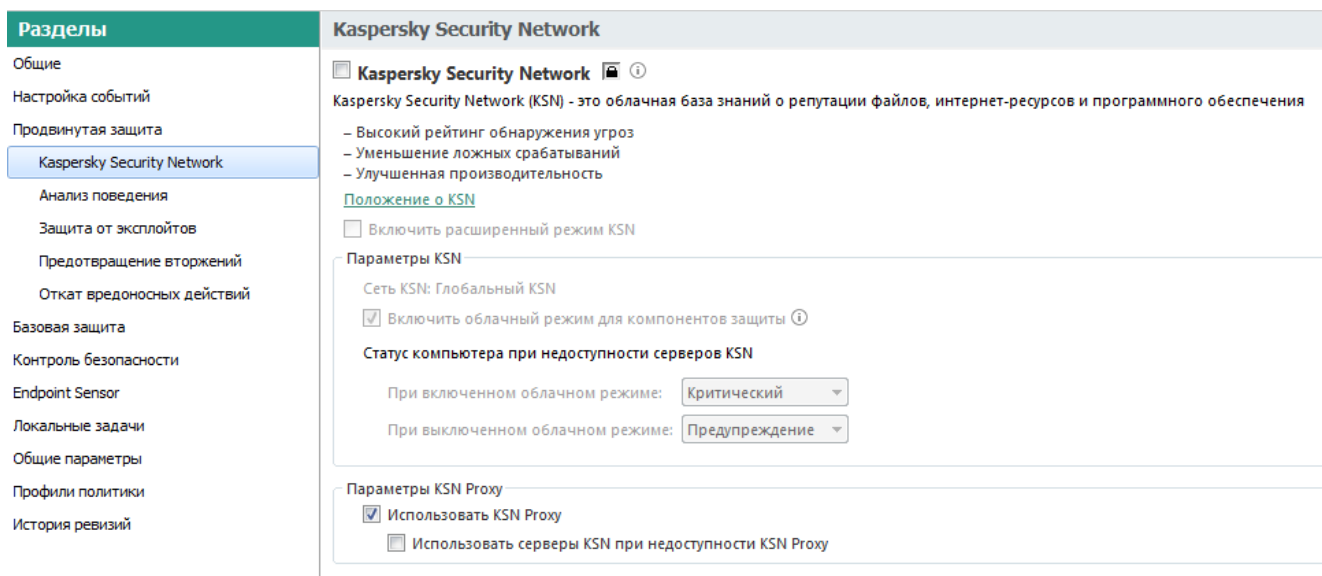 Разделы
Общие
Настройка событий
Продвинутая защита
Kaspersky Security Network
Анализ поведения
Защита от эксплойтов
Предотвращение вторжений
Откат вредоносных действий
Базовая защита
Контроль безопасности
Endpoint Sensor
Локальные задачи
Общие параметры
Профили политики
История ревизий
Kaspersky Security Network
Kaspersky Security Network
Kaspersky Security Network (KSN) - это облачная база знаний о репутации файлов, интернет-ресурсов и программного обеспечения
– Высокий рейтинг обнаружения угроз
– Уменьшение ложных срабатываний
– Улучшенная производительность
Положение о KSN
Включить расширенный режим KSN
Параметры KSN
Сеть KSN: Глобальный KSN
Включить облачный режим для компонентов защиты
Статус компьютера при недоступности серверов KSN
При включенном облачном режиме: Критический
При выключенном облачном режиме: Предупреждение
Параметры KSN Proxy
Использовать KSN Proxy
Использовать серверы KSN при недоступности KSN Proxy